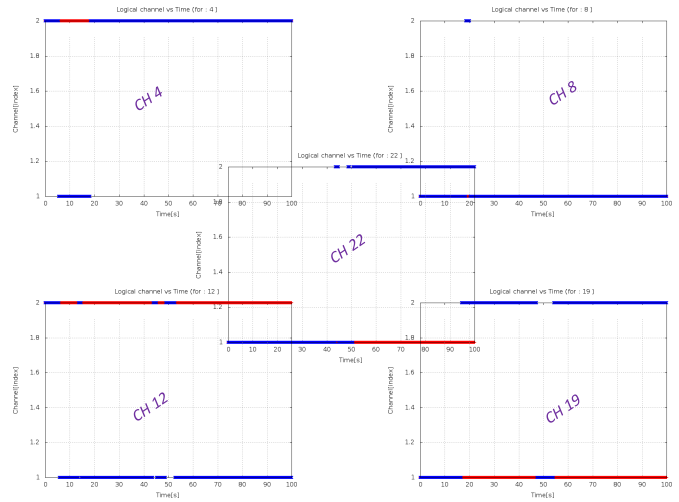 Logical channel vs Time (for : 4 )
2
1.8
1.6
1.4
1.2
1
0 10 20 30 40 50 60 70 80 90 100
Channel[Index]
Time[s]
CH 4
Logical channel vs Time (for : 8 )
2
1.8
1.6
1.4
1.2
1
0 10 20 30 40 50 60 70 80 90 100
Channel[Index]
Time[s]
CH 8
Logical channel vs Time (for : 22 )
2
1.8
1.6
1.4
1.2
1
0 10 20 30 40 50 60 70 80 90 100
Channel[Index]
Time[s]
CH 22
Logical channel vs Time (for : 12 )
2
1.8
1.6
1.4
1.2
1
0 10 20 30 40 50 60 70 80 90 100
Channel[Index]
Time[s]
CH 12
Logical channel vs Time (for : 19 )
2
1.8
1.6
1.4
1.2
1
0 10 20 30 40 50 60 70 80 90 100
Channel[Index]
Time[s]
CH 19